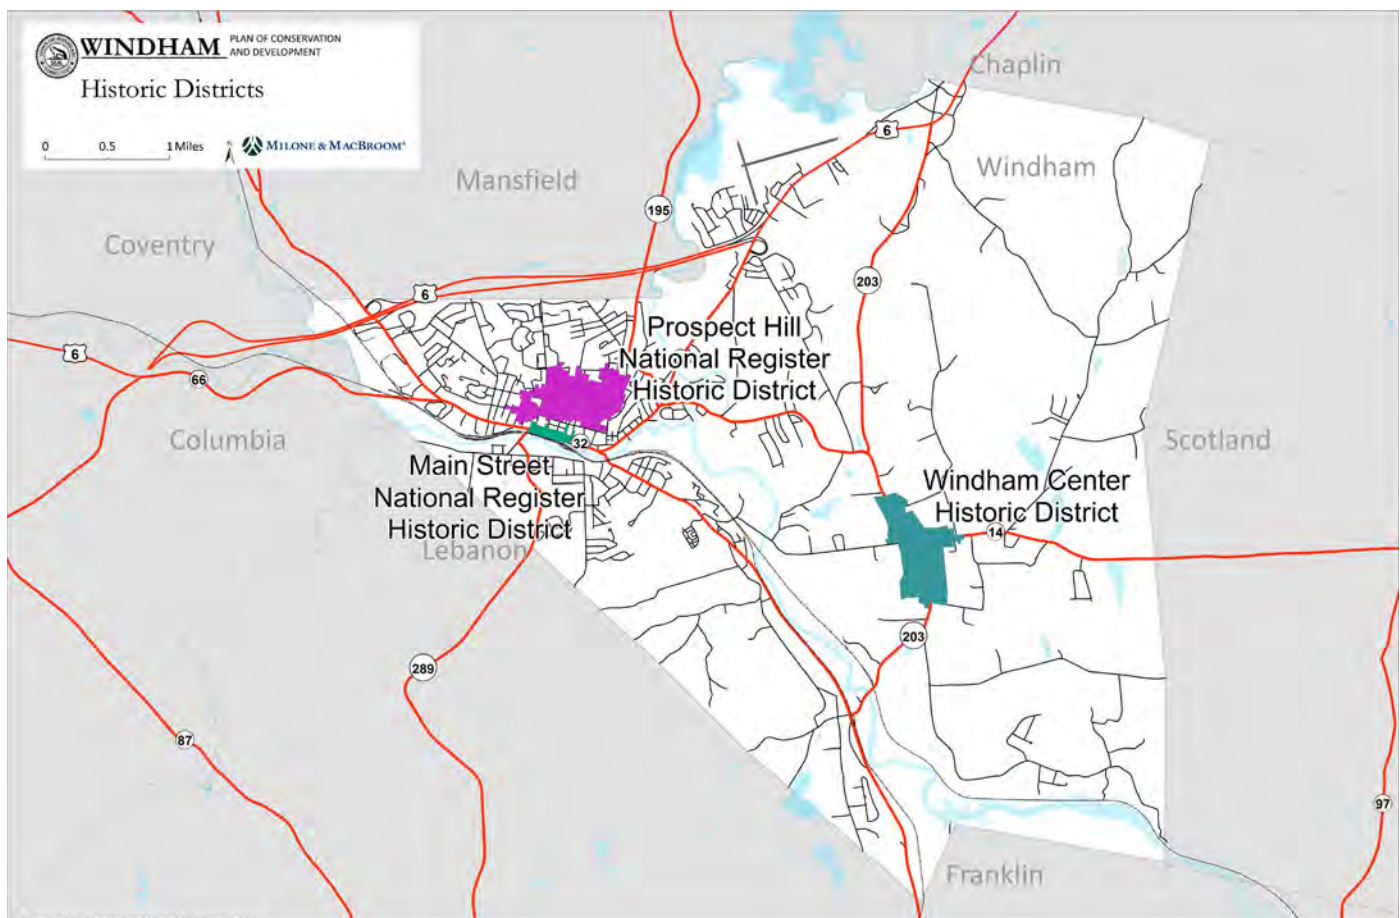 WINDHAM PLAN OF CONSERVATION
AND DEVELOPMENT
Historic Districts
0 0.5 1 Miles
MILONE & MACBROOM®
Chaplin
6
Windham
Mansfield
195
Coventry
203
6
6
66
Prospect Hill
National Register
Historic District
Columbia
32
Scotland
Main Street
National Register
Historic District
Windham Center
Historic District
14
Lebanon
203
289
87
97
Franklin